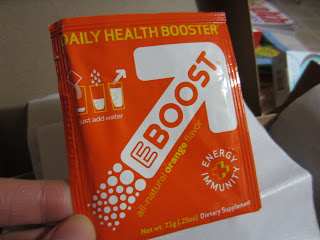 DAILY HEALTH BOOSTER
just add water
EBOOST
all-natural orange flavor
ENERGY
IMMUNITY
Net wt. 7.1g (.25oz) Dietary Supplement